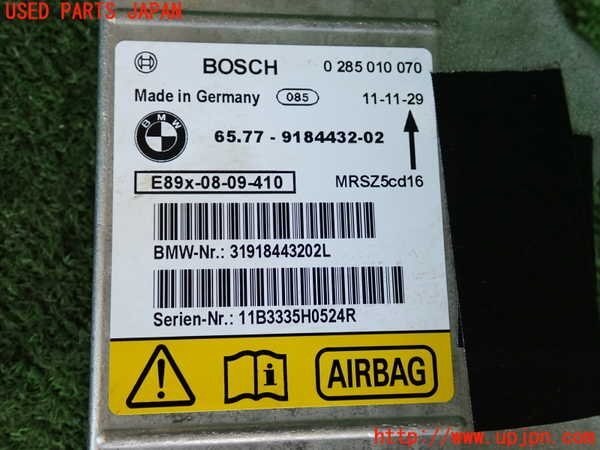 USED PARTS JAPAN
BOSCH 0 285 010 070
Made in Germany 085 11-11-29
BMW 65.77 - 9184432-02
E89x-08-09-410 MRSZ5cd16
BMW-Nr.: 31918443202L
Serien-Nr.: 11B3335H0524R
AIRBAG
http://www.upjpn.com/